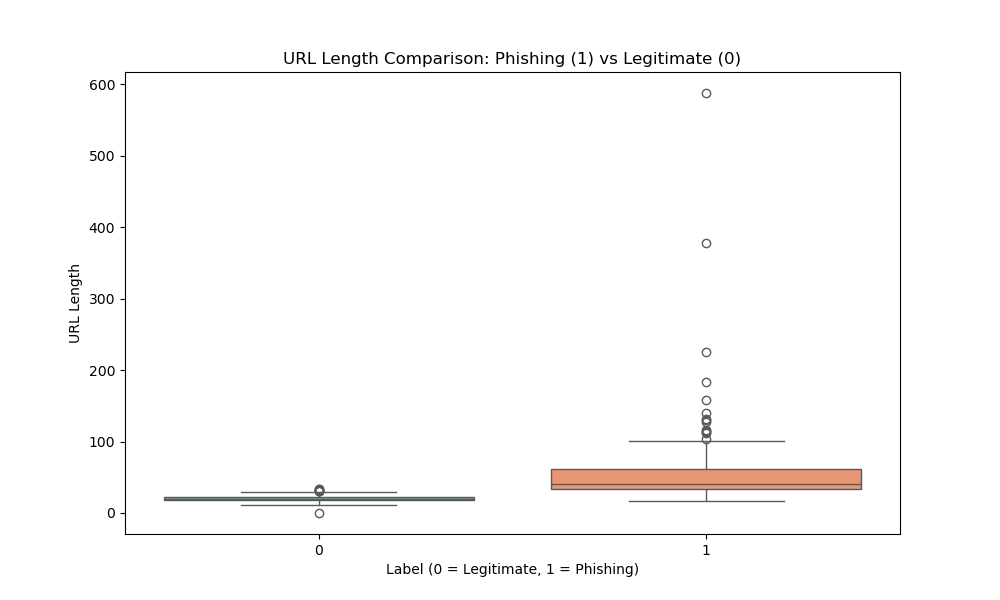 URL Length Comparison: Phishing (1) vs Legitimate (0)
600
500
400
300
200
100
0
URL Length
0 1
Label (0 = Legitimate, 1 = Phishing)